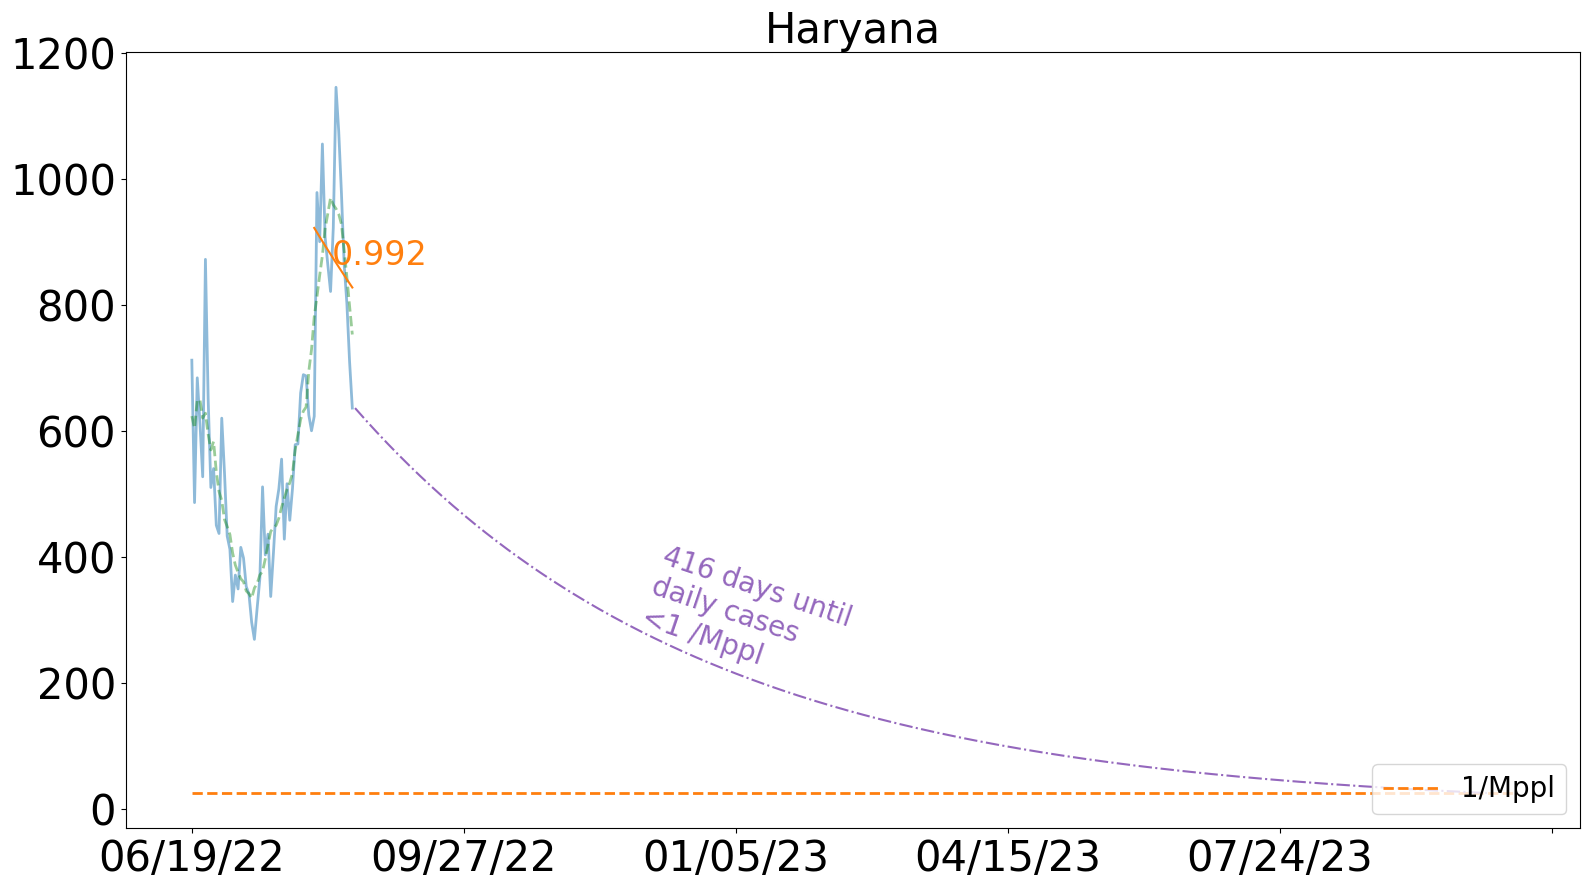 Haryana
1200
1000
800
600
400
200
0
0.992
416 days until
daily cases
<1 /Mppl
1/Mppl
06/19/22
09/27/22
01/05/23
04/15/23
07/24/23